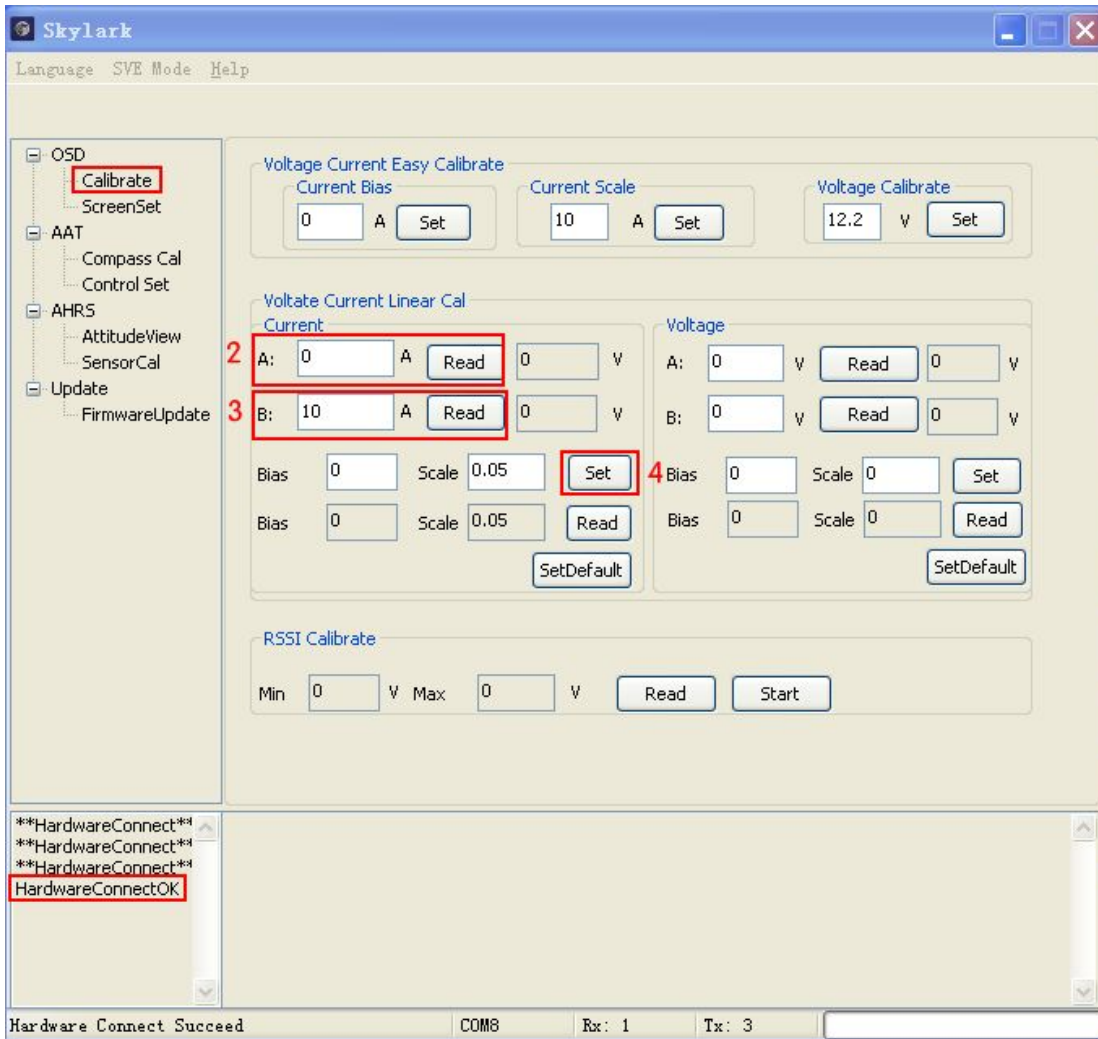 Skylark
Language SVE Mode Help
OSD
Calibrate
ScreenSet
AAT
Compass Cal
Control Set
AHRS
AttitudeView
SensorCal
Update
FirmwareUpdate
Voltage Current Easy Calibrate
Current Bias
0 A Set
Current Scale
10 A Set
Voltage Calibrate
12.2 V Set
Voltate Current Linear Cal
Current
2 A: 0 A Read 0 V
3 B: 10 A Read 0 V
Bias 0 Scale 0.05 Set 4
Bias 0 Scale 0.05 Read
SetDefault
Voltage
A: 0 V Read 0 V
B: 0 V Read 0 V
Bias 0 Scale 0 Set
Bias 0 Scale 0 Read
SetDefault
RSSI Calibrate
Min 0 V Max 0 V Read Start
**HardwareConnect**
**HardwareConnect**
**HardwareConnect**
HardwareConnectOK
Hardware Connect Succeed COM8 Rx: 1 Tx: 3